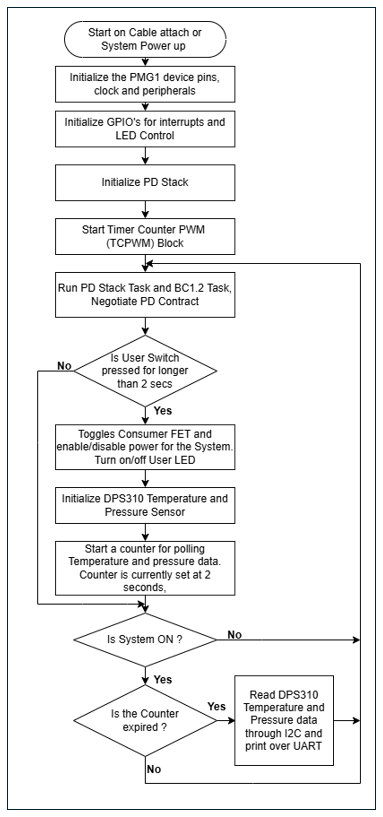 Start on Cable attach or
System Power up
Initialize the PMG1 device pins,
clock and peripherals
Initialize GPIO's for interrupts and
LED Control
Initialize PD Stack
Start Timer Counter PWM
(TCPWM) Block
Run PD Stack Task and BC1.2 Task,
Negotiate PD Contract
Is User Switch
pressed for longer
than 2 secs
No
Yes
Toggles Consumer FET and
enable/disable power for the System.
Turn on/off User LED
Initialize DPS310 Temperature and
Pressure Sensor
Start a counter for polling
Temperature and pressure data.
Counter is currently set at 2
seconds,
Is System ON ?
No
Yes
Is the Counter
expired ?
Yes
Read DPS310
Temperature and
Pressure data
through I2C and
print over UART
No